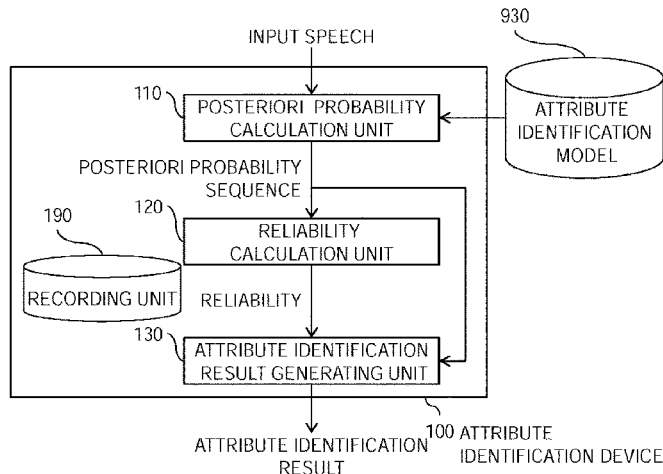 930
INPUT SPEECH
110
POSTERIORI PROBABILITY
CALCULATION UNIT
ATTRIBUTE
IDENTIFICATION
MODEL
POSTERIORI PROBABILITY
SEQUENCE
120
190
RELIABILITY
CALCULATION UNIT
RECORDING UNIT
RELIABILITY
130
ATTRIBUTE IDENTIFICATION
RESULT GENERATING UNIT
100 ATTRIBUTE
IDENTIFICATION DEVICE
ATTRIBUTE IDENTIFICATION
RESULT